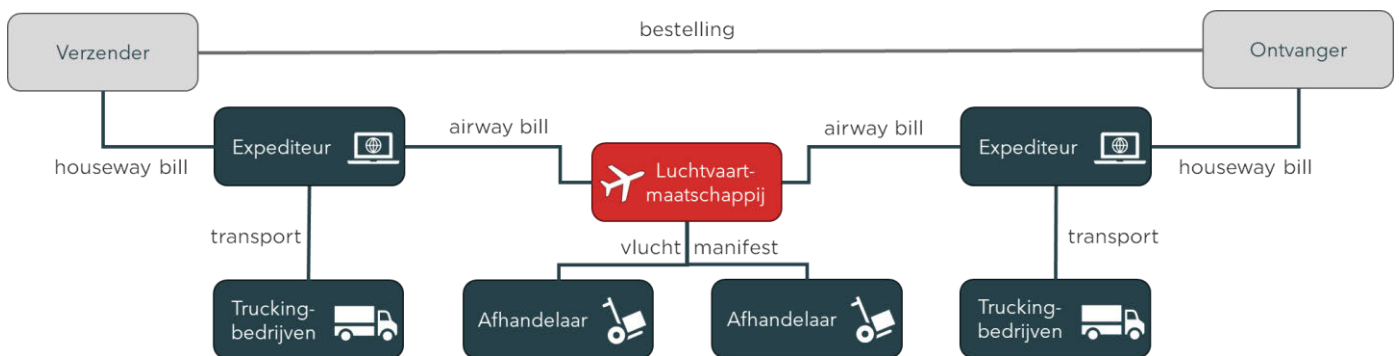 bestelling
Verzender
Ontvanger
airway bill
airway bill
Expediteur
Expediteur
houseway bill
houseway bill
Luchtvaart-
maatschappij
transport
transport
vlucht manifest
Trucking-
bedrijven
Afhandelaar
Afhandelaar
Trucking-
bedrijven